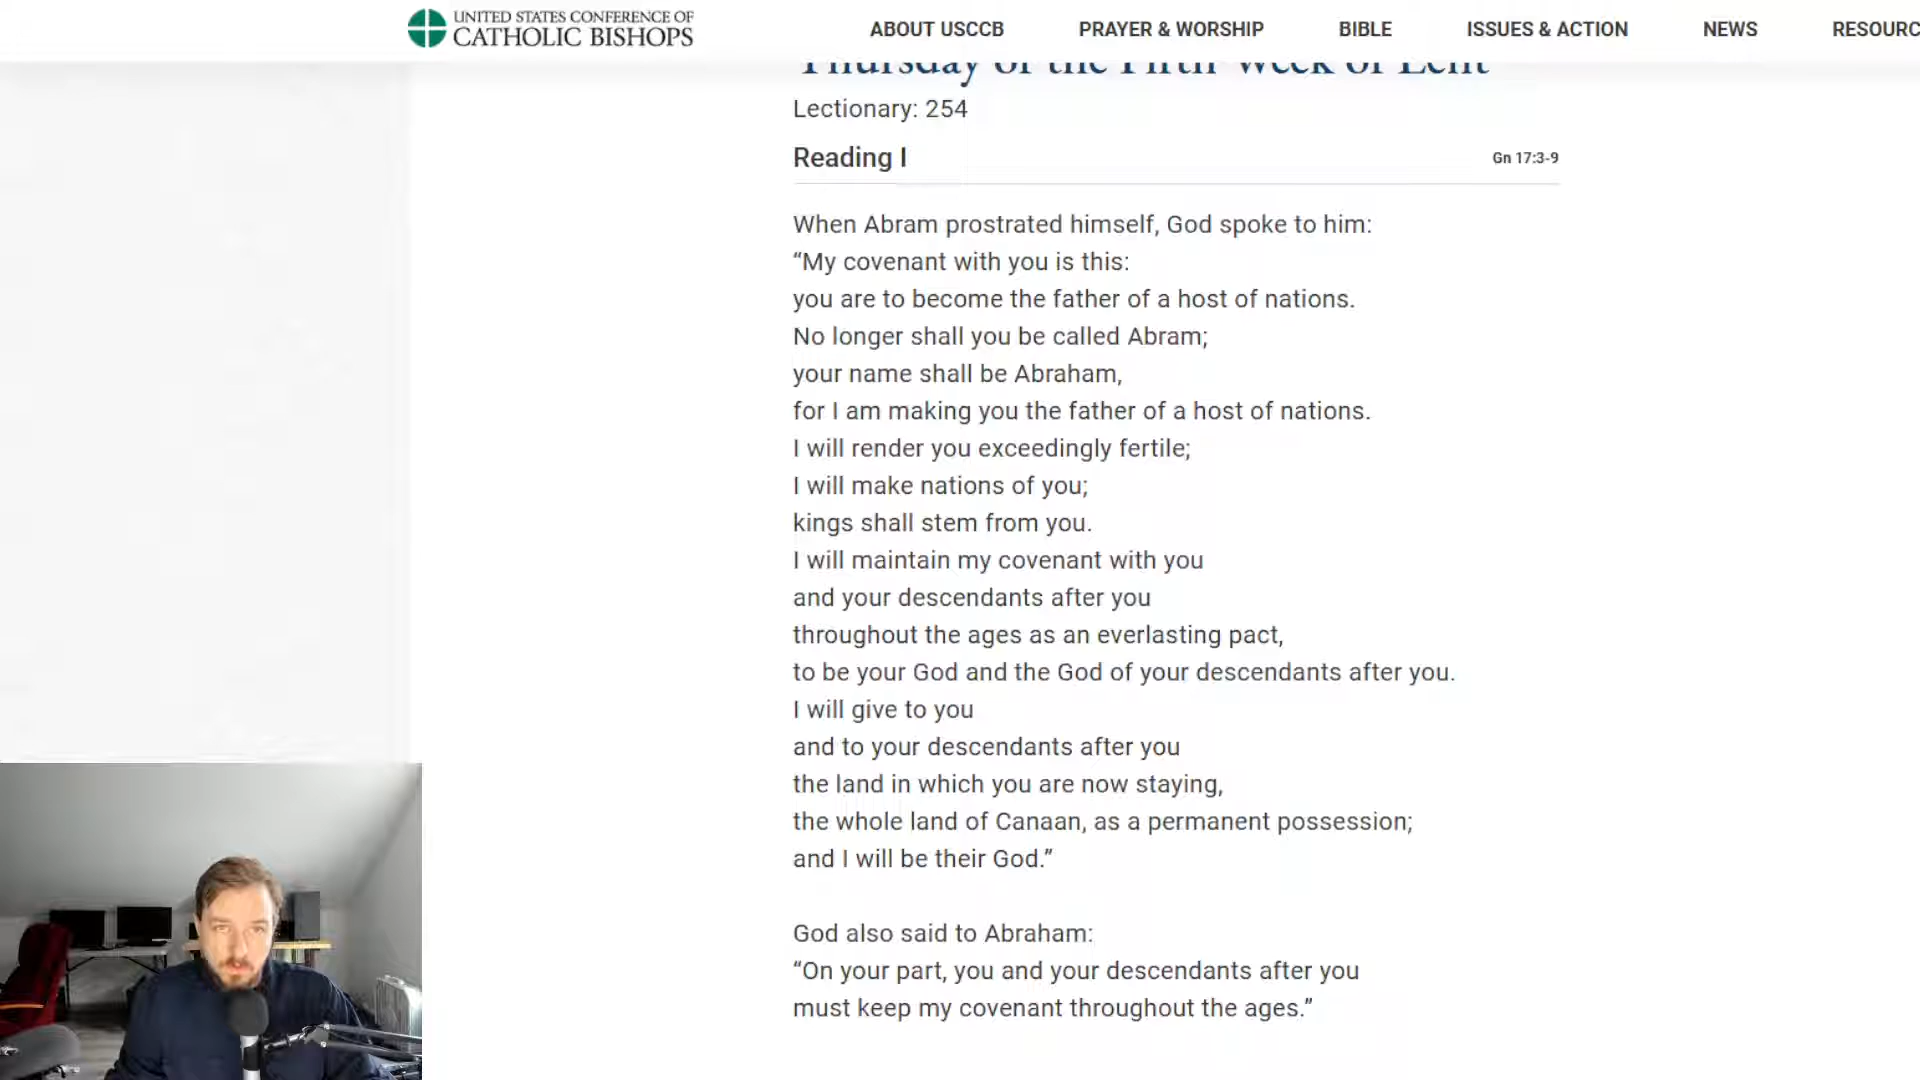 UNITED STATES CONFERENCE OF
CATHOLIC BISHOPS
ABOUT USCCB
PRAYER & WORSHIP
BIBLE
ISSUES & ACTION
NEWS
RESOURC
Thursday of the Fifth Week of Lent
Lectionary: 254
Reading I
Gn 17:3-9
When Abram prostrated himself, God spoke to him:
“My covenant with you is this:
you are to become the father of a host of nations.
No longer shall you be called Abram;
your name shall be Abraham,
for I am making you the father of a host of nations.
I will render you exceedingly fertile;
I will make nations of you;
kings shall stem from you.
I will maintain my covenant with you
and your descendants after you
throughout the ages as an everlasting pact,
to be your God and the God of your descendants after you.
I will give to you
and to your descendants after you
the land in which you are now staying,
the whole land of Canaan, as a permanent possession;
and I will be their God.”
God also said to Abraham:
“On your part, you and your descendants after you
must keep my covenant throughout the ages.”